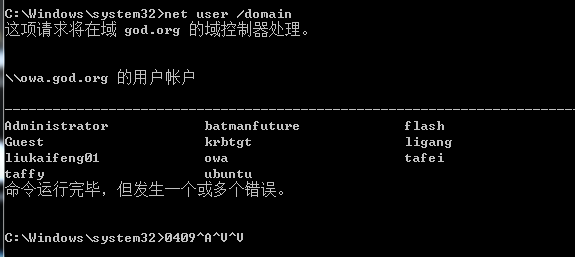 C:\Windows\system32>net user /domain
这项请求将在域 god.org 的域控制器处理。
\\owa.god.org 的用户帐户
-------------------------------------------------------------------------------
Administrator batmanfuture flash
Guest krbtgt ligang
liukaifeng01 owa tafei
taffy ubuntu
命令运行完毕，但发生一个或多个错误。
C:\Windows\system32>0409^A^V^V